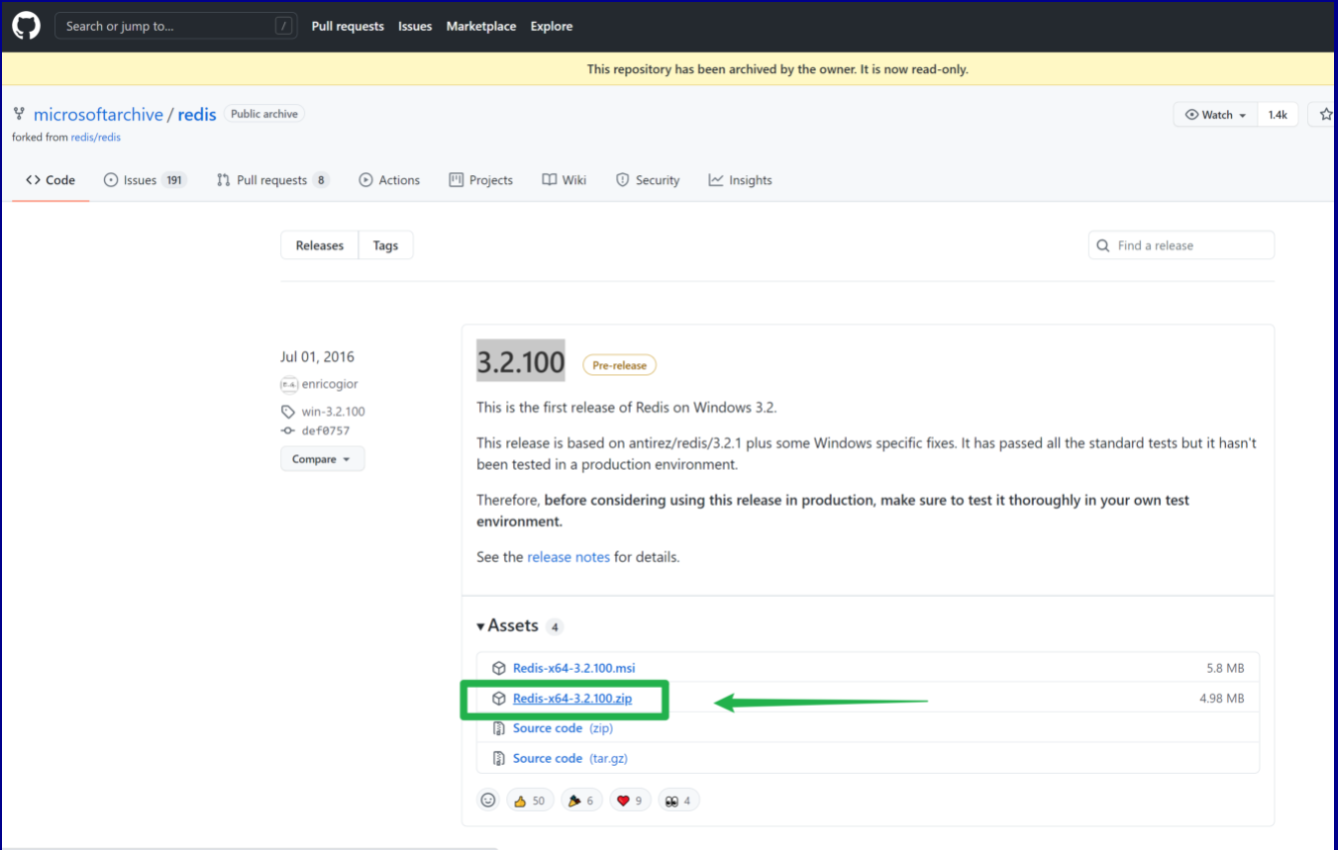 Search or jump to... /
Pull requests Issues Marketplace Explore
This repository has been archived by the owner. It is now read-only.
microsoftarchive / redis Public archive
Watch 1.4k
forked from redis/redis
Code Issues 191 Pull requests 8 Actions Projects Wiki Security Insights
Releases Tags
Find a release
Jul 01, 2016
enricogior
win-3.2.100
def0757
Compare
3.2.100 Pre-release
This is the first release of Redis on Windows 3.2.
This release is based on antirez/redis/3.2.1 plus some Windows specific fixes. It has passed all the standard tests but it hasn't
been tested in a production environment.
Therefore, before considering using this release in production, make sure to test it thoroughly in your own test
environment.
See the release notes for details.
Assets 4
Redis-x64-3.2.100.msi 5.8 MB
Redis-x64-3.2.100.zip 4.98 MB
Source code (zip)
Source code (tar.gz)
50 6 9 4